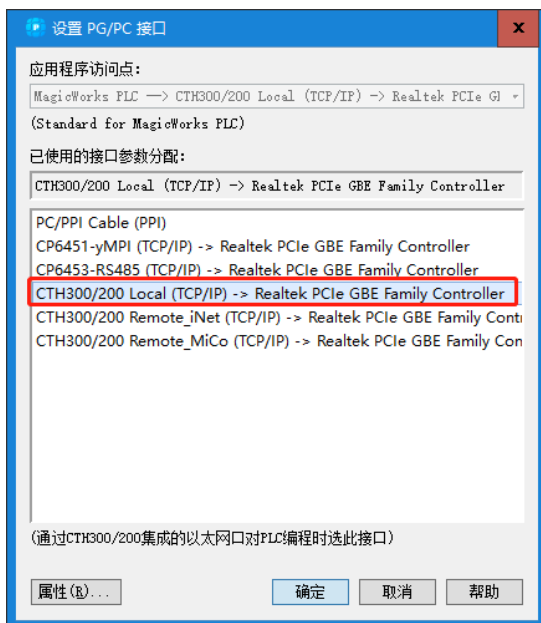 设置 PG/PC 接口
应用程序访问点：
MagicWorks PLC —> CTH300/200 Local (TCP/IP) -> Realtek PCIe G
(Standard for MagicWorks PLC)
已使用的接口参数分配：
CTH300/200 Local (TCP/IP) -> Realtek PCIe GBE Family Controller
PC/PPI Cable (PPI)
CP6451-yMPI (TCP/IP) -> Realtek PCIe GBE Family Controller
CP6453-RS485 (TCP/IP) -> Realtek PCIe GBE Family Controller
CTH300/200 Local (TCP/IP) -> Realtek PCIe GBE Family Controller
CTH300/200 Remote_iNet (TCP/IP) -> Realtek PCIe GBE Family Cont
CTH300/200 Remote_MiCo (TCP/IP) -> Realtek PCIe GBE Family Con
(通过CTH300/200集成的以太网口对PLC编程时选此接口)
属性(R)...
确定
取消
帮助